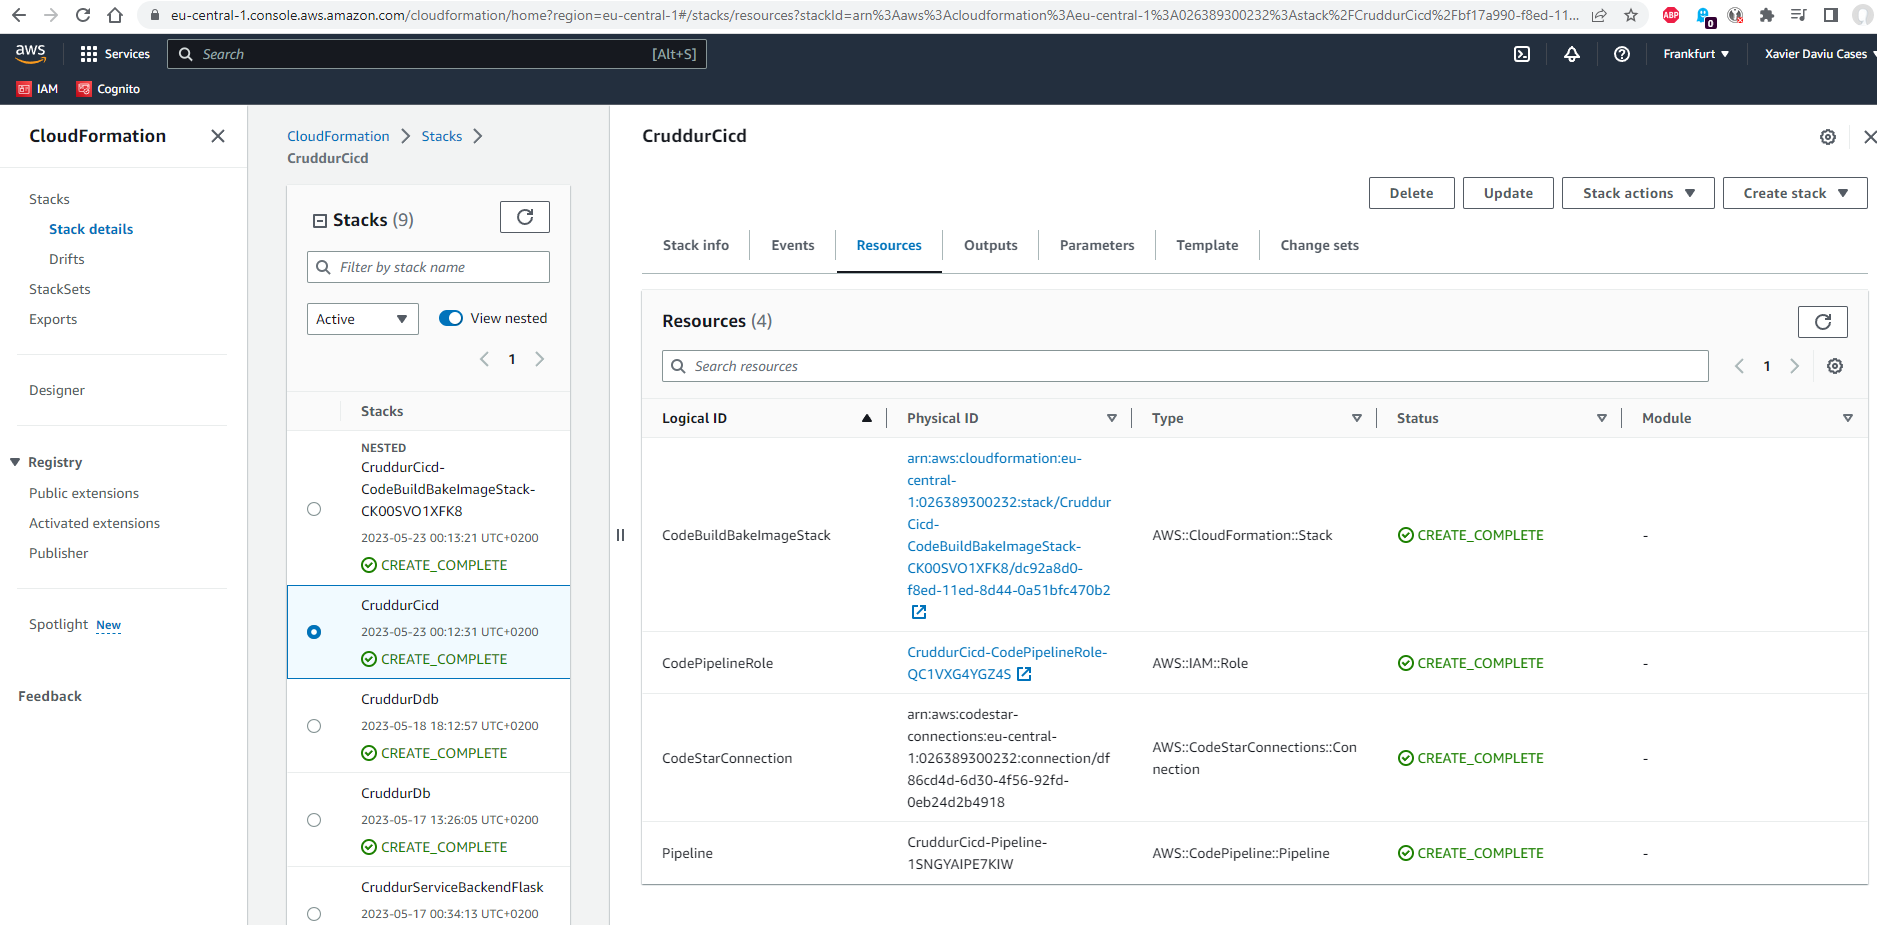 eu-central-1.console.aws.amazon.com/cloudformation/home?region=eu-central-1#/stacks/resources?stackId=arn%3Aaws%3Acloudformation%3Aeu-central-1%3A026389300232%3Astack%2FCruddurCicd%2Fbf17a990-f8ed-11...
ABP
0
aws
Services
Search
[Alt+S]
Frankfurt
Xavier Daviu Cases
IAM
Cognito
CloudFormation
Stacks
Stack details
Drifts
StackSets
Exports
Designer
Registry
Public extensions
Activated extensions
Publisher
Spotlight New
Feedback
CloudFormation
Stacks
CruddurCicd
Stacks (9)
Filter by stack name
Active
View nested
1
Stacks
NESTED
CruddurCicd-
CodeBuildBakeImageStack-
CK00SVO1XFK8
2023-05-23 00:13:21 UTC+0200
CREATE_COMPLETE
CruddurCicd
2023-05-23 00:12:31 UTC+0200
CREATE_COMPLETE
CruddurDdb
2023-05-18 18:12:57 UTC+0200
CREATE_COMPLETE
CruddurDb
2023-05-17 13:26:05 UTC+0200
CREATE_COMPLETE
CruddurServiceBackendFlask
2023-05-17 00:34:13 UTC+0200
CruddurCicd
Delete
Update
Stack actions
Create stack
Stack info
Events
Resources
Outputs
Parameters
Template
Change sets
Resources (4)
Search resources
1
Logical ID
Physical ID
Type
Status
Module
CodeBuildBakeImageStack
arn:aws:cloudformation:eu-
central-
1:026389300232:stack/Cruddur
Cicd-
CodeBuildBakeImageStack-
CK00SVO1XFK8/dc92a8d0-
f8ed-11ed-8d44-0a51bfc470b2
AWS::CloudFormation::Stack
CREATE_COMPLETE
-
CodePipelineRole
CruddurCicd-CodePipelineRole-
QC1VXG4YGZ4S
AWS::IAM::Role
CREATE_COMPLETE
-
CodeStarConnection
arn:aws:codestar-
connections:eu-central-
1:026389300232:connection/df
86cd4d-6d30-4f56-92fd-
0eb24d2b4918
AWS::CodeStarConnections::Con
nection
CREATE_COMPLETE
-
Pipeline
CruddurCicd-Pipeline-
1SNGYAIPE7KIW
AWS::CodePipeline::Pipeline
CREATE_COMPLETE
-